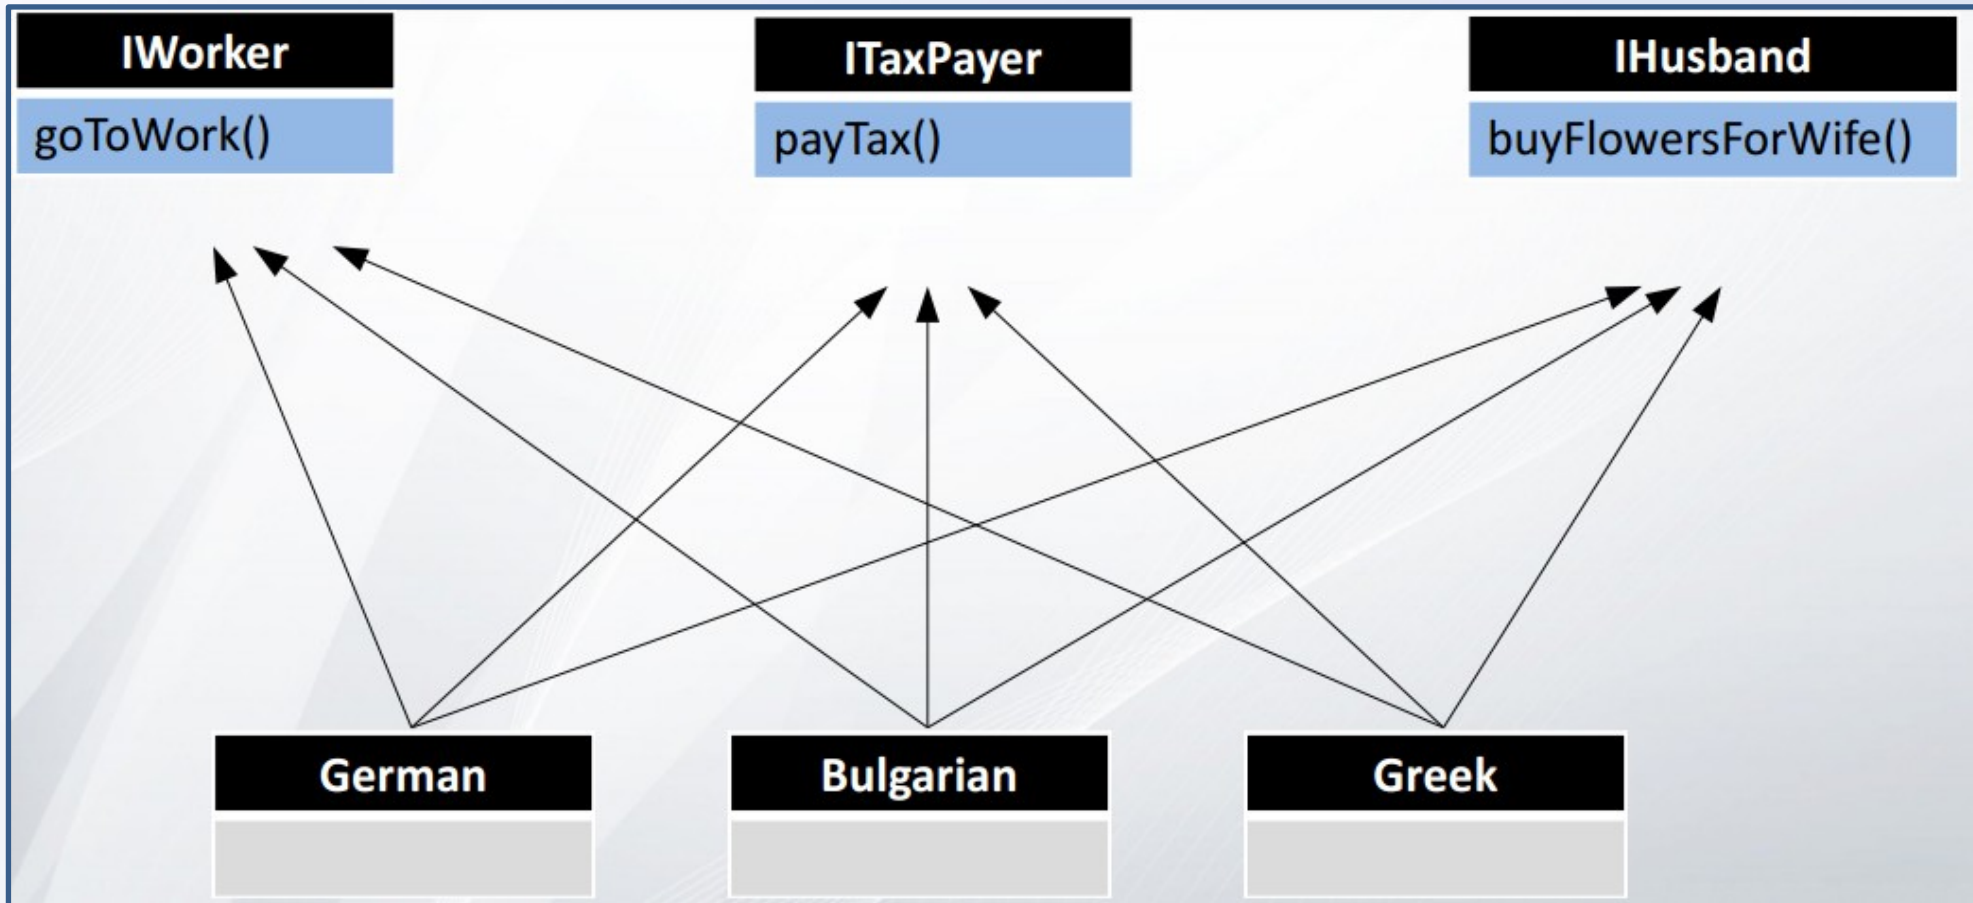 IWorker
ITaxPayer
IHusband
goToWork()
payTax()
buyFlowersForWife()
German
Bulgarian
Greek